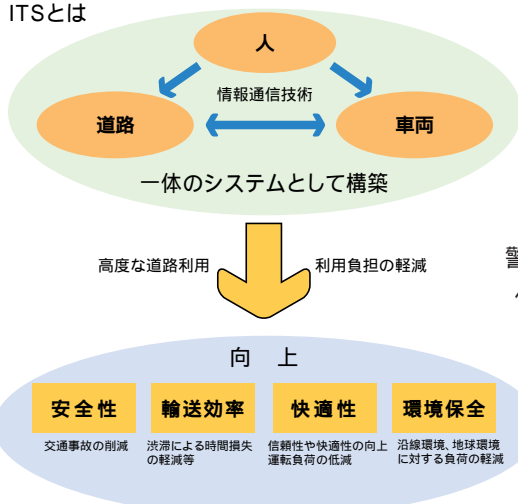 ITSとは
人
情報通信技術
道路
車両
一体のシステムとして構築
高度な道路利用
利用負担の軽減
警
向 上
安全性
輸送効率
快適性
環境保全
交通事故の削減
渋滞による時間損失
の軽減等
信頼性や快適性の向上
運転負荷の低減
沿線環境、地球環境
に対する負荷の軽減